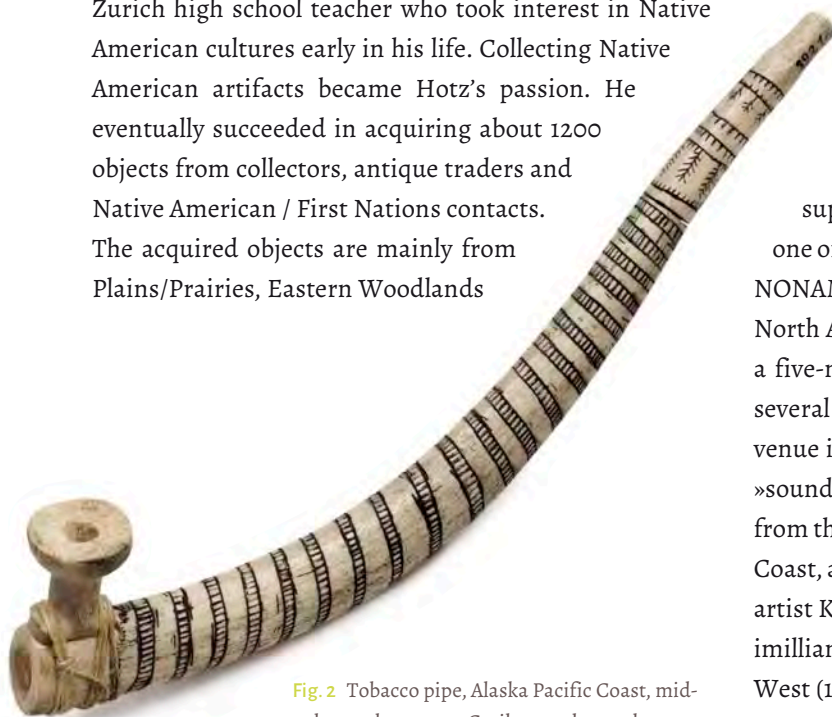 Zurich high school teacher who took interest in Native
American cultures early in his life. Collecting Native
American artifacts became Hotz’s passion. He
eventually succeeded in acquiring about 1200
objects from collectors, antique traders and
Native American / First Nations contacts.
The acquired objects are mainly from
Plains/Prairies, Eastern Woodlands
Fig. 2 Tobacco pipe, Alaska Pacific Coast, mid-
one
NONAM
North
a five-
several
venue
»sound
from
Coast,
artist
West